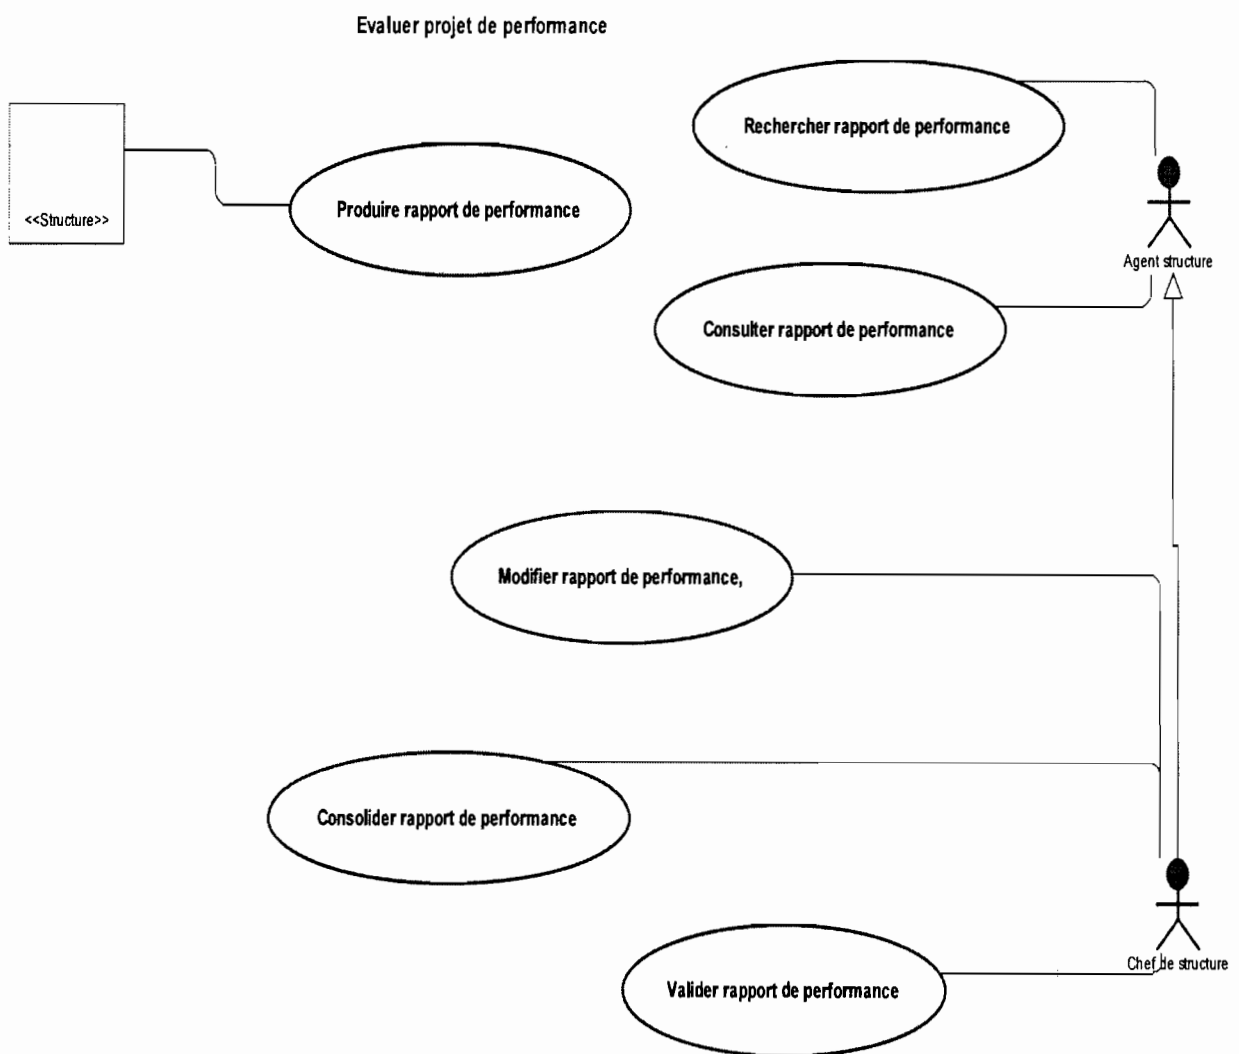 Evaluer projet de performance
Rechercher rapport de performance
<<Structure>>
Produire rapport de performance
Agent structure
Consulter rapport de performance
Modifier rapport de performance,
Consolider rapport de performance
Chef de structure
Valider rapport de performance